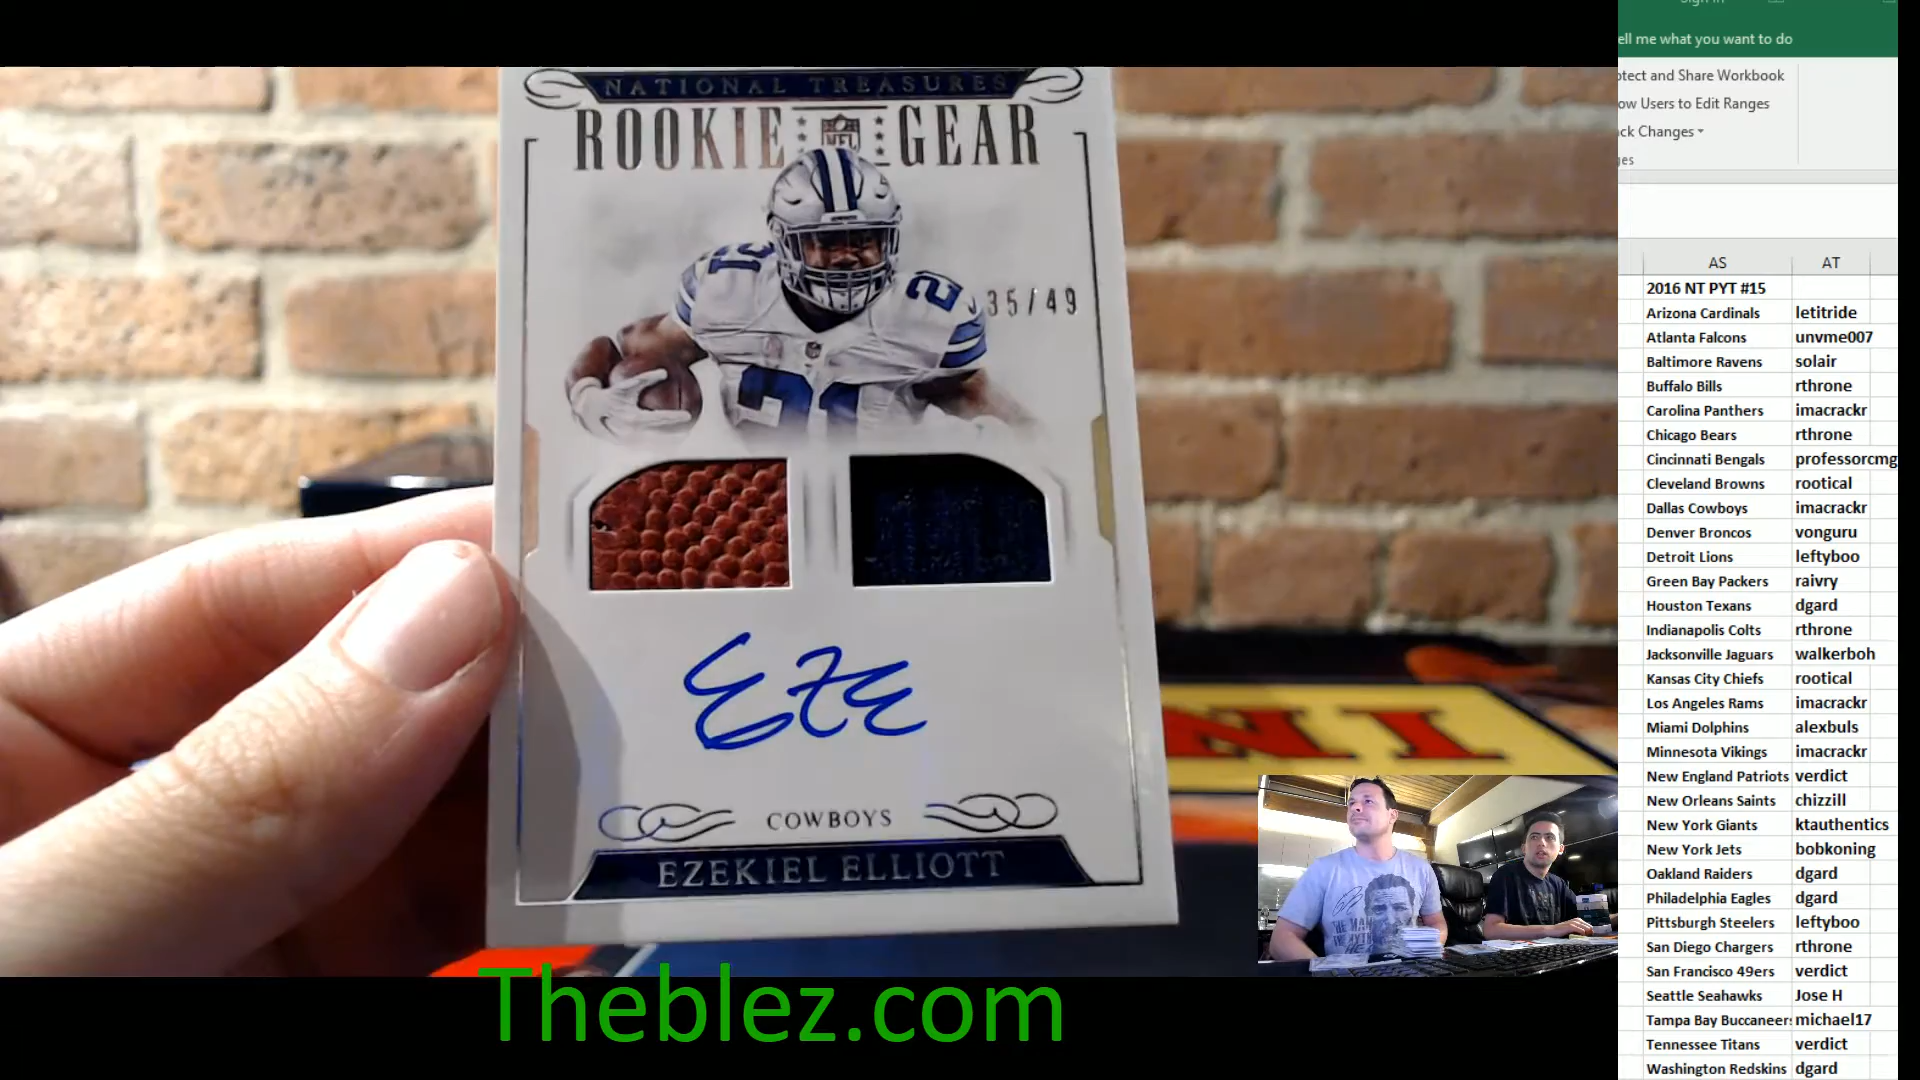 NATIONAL TREASURES
ROOKIE NFL GEAR
21
21
21
35/49
EZE
COWBOYS
EZEKIEL ELLIOTT
NI
Theblez.com
ell me what you want to do
otect and Share Workbook
ow Users to Edit Ranges
ck Changes
ges
AS AT
2016 NT PYT #15
Arizona Cardinals letitride
Atlanta Falcons unvme007
Baltimore Ravens solair
Buffalo Bills rthrone
Carolina Panthers imacrackr
Chicago Bears rthrone
Cincinnati Bengals professorcmg
Cleveland Browns rootical
Dallas Cowboys imacrackr
Denver Broncos vonguru
Detroit Lions leftyboo
Green Bay Packers raivry
Houston Texans dgard
Indianapolis Colts rthrone
Jacksonville Jaguars walkerboh
Kansas City Chiefs rootical
Los Angeles Rams imacrackr
Miami Dolphins alexbuls
Minnesota Vikings imacrackr
New England Patriots verdict
New Orleans Saints chizzill
New York Giants ktauthentics
New York Jets bobkoning
Oakland Raiders dgard
Philadelphia Eagles dgard
Pittsburgh Steelers leftyboo
San Diego Chargers rthrone
San Francisco 49ers verdict
Seattle Seahawks Jose H
Tampa Bay Buccaneers michael17
Tennessee Titans verdict
Washington Redskins dgard